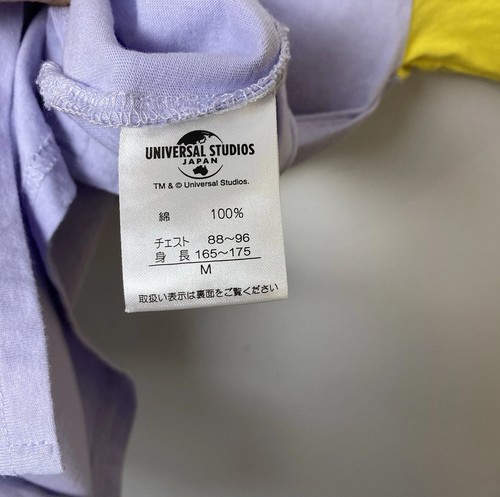 UNIVERSAL STUDIOS
JAPAN
TM & © Universal Studios.
綿 100%
チェスト 88〜96
身 長 165〜175
M
取扱い表示は裏面をご覧ください